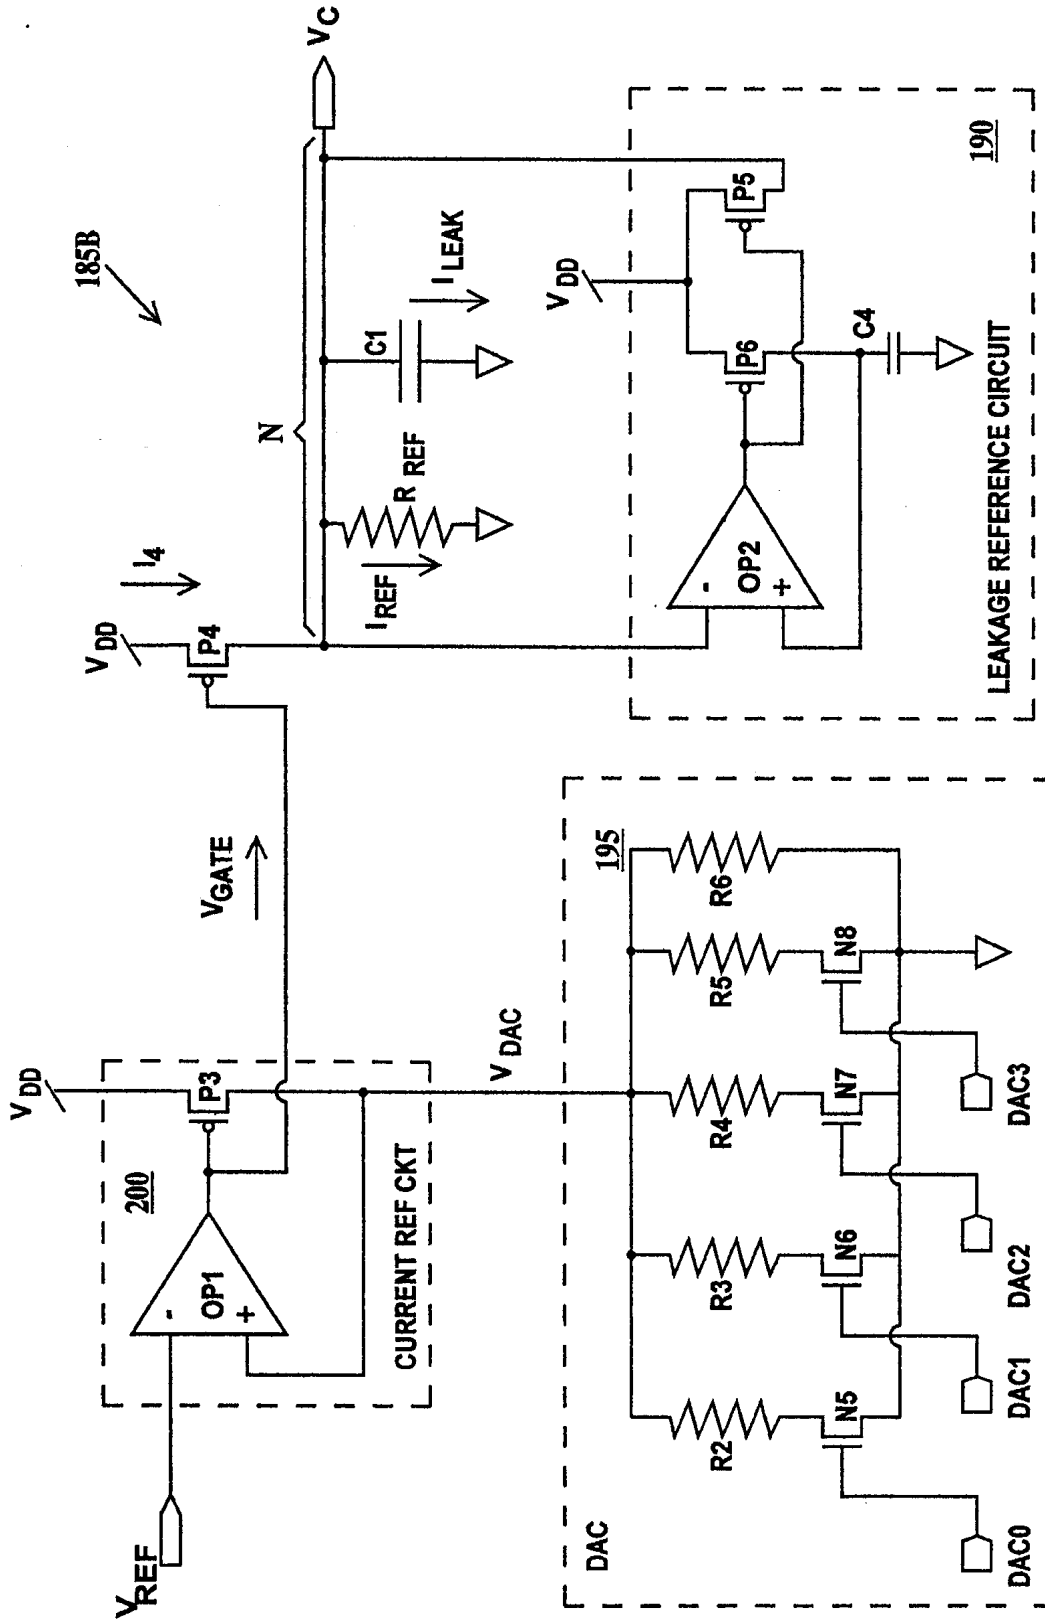 185B
V_REF
V_DD
200
OP1
-
+
P3
CURRENT REF CKT
V_GATE
V_DD
P4
I_4
N
V_C
I_REF
R_REF
C1
I_LEAK
V_DAC
DAC
195
R2
R3
R4
R5
R6
N5
N6
N7
N8
DAC0
DAC1
DAC2
DAC3
V_DD
-
OP2
+
P6
P5
C4
LEAKAGE REFERENCE CIRCUIT
190